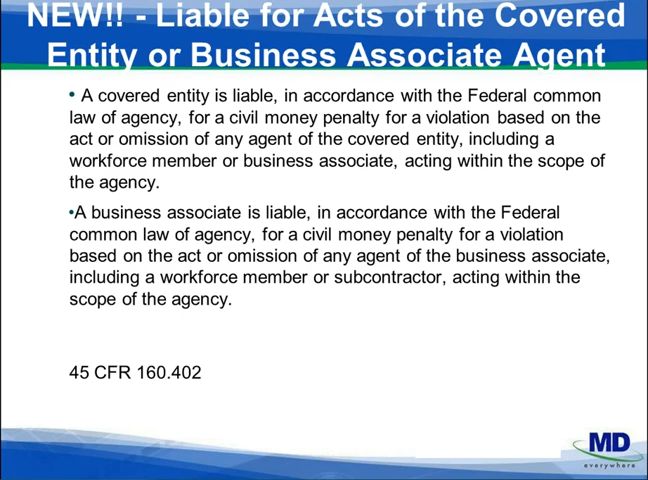 NEW!! - Liable for Acts of the Covered
Entity or Business Associate Agent
• A covered entity is liable, in accordance with the Federal common
law of agency, for a civil money penalty for a violation based on the
act or omission of any agent of the covered entity, including a
workforce member or business associate, acting within the scope of
the agency.
•A business associate is liable, in accordance with the Federal
common law of agency, for a civil money penalty for a violation
based on the act or omission of any agent of the business associate,
including a workforce member or subcontractor, acting within the
scope of the agency.
45 CFR 160.402
MD
everywhere